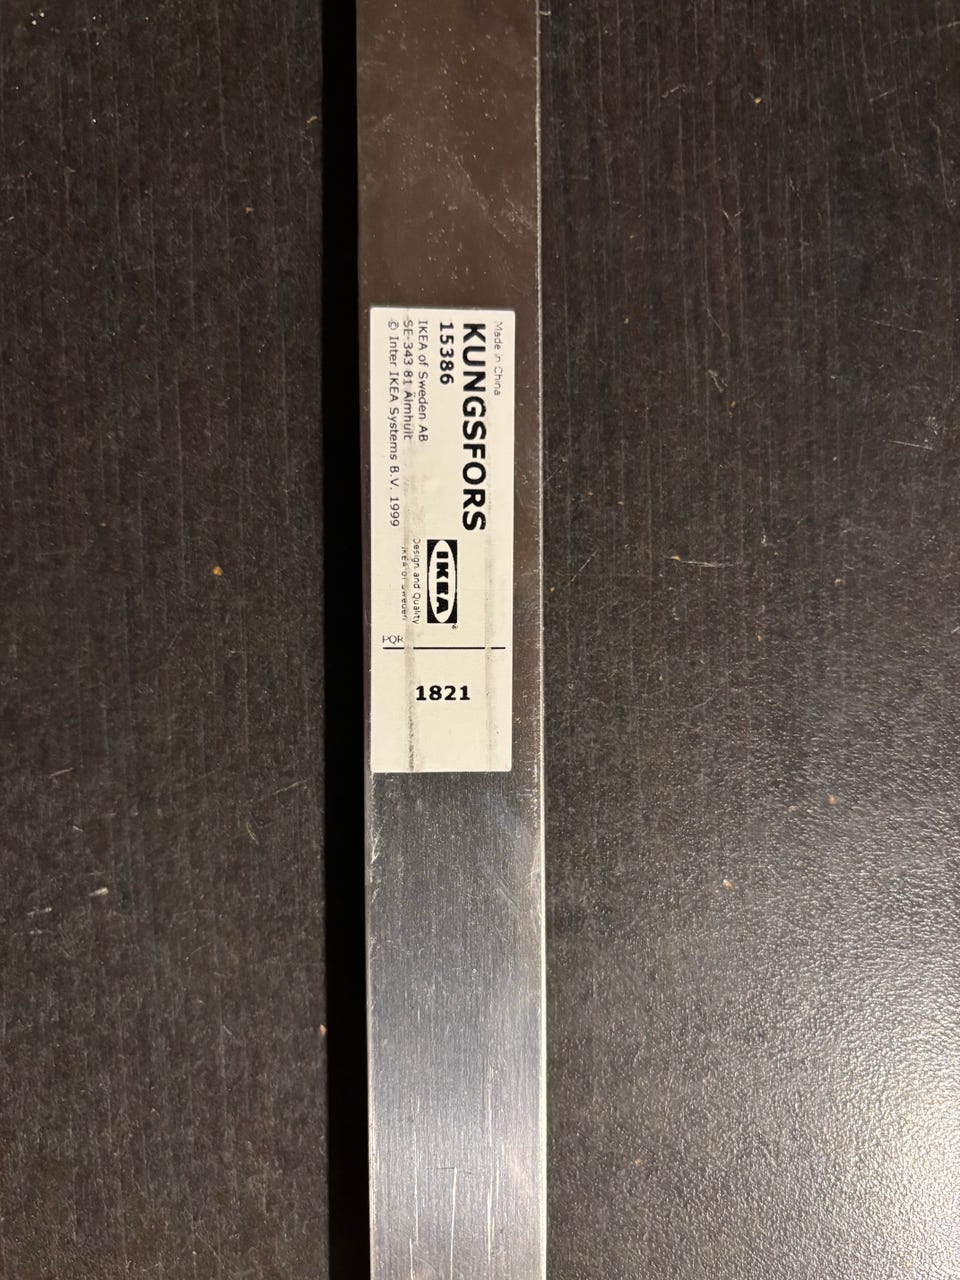 Made in China
KUNGSFORS
15386
IKEA of Sweden AB
SE-343 81 Älmhult
© Inter IKEA Systems B.V. 1999
IKEA®
Design and Quality
IKEA of Sweden
PQR
1821